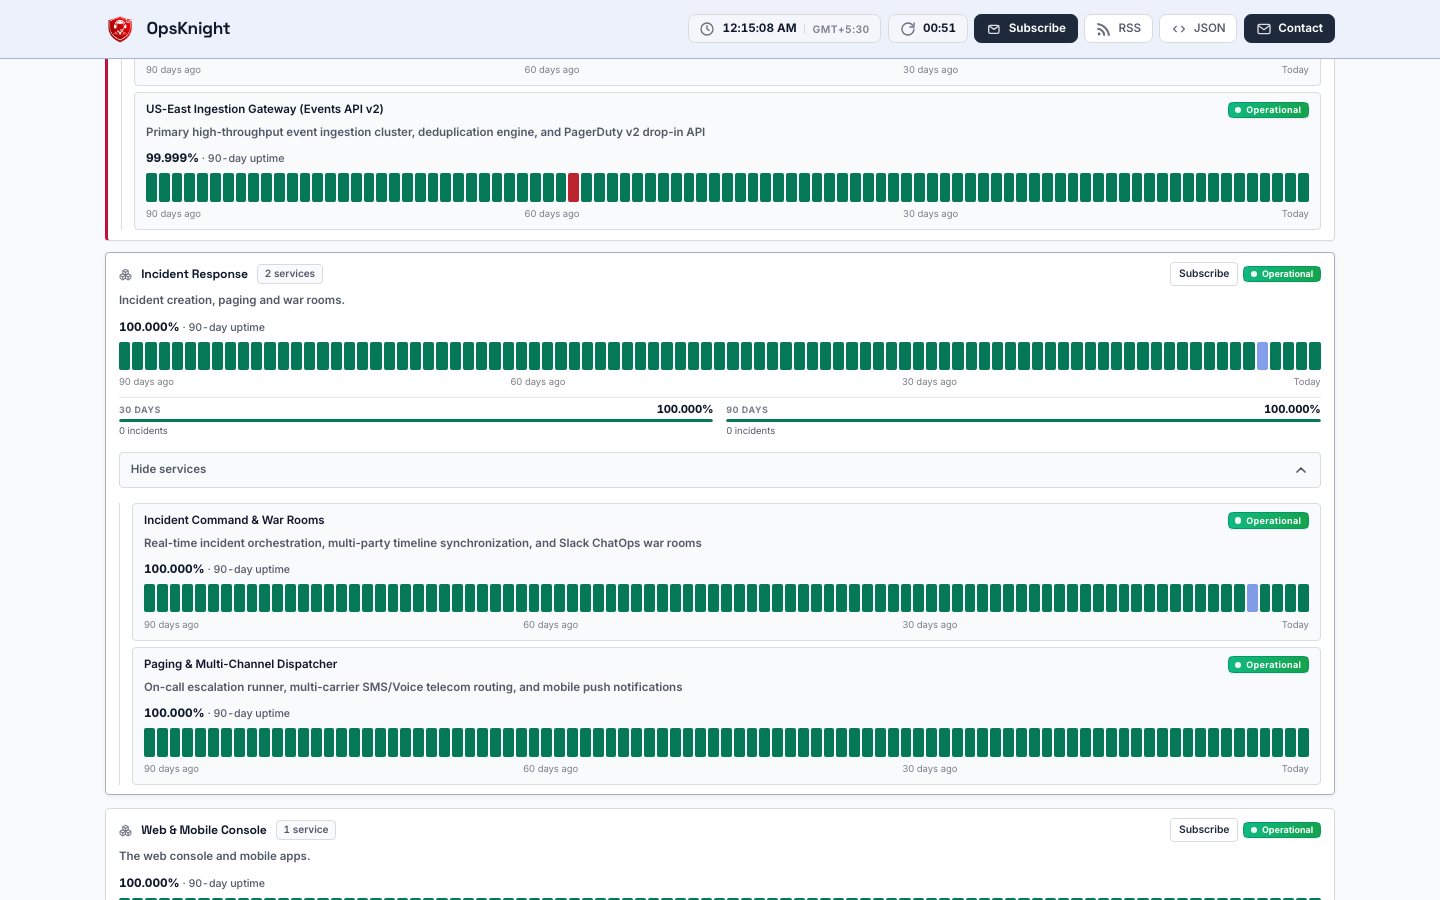 OpsKnight
12:15:08 AM GMT+5:30
00:51
Subscribe
RSS
JSON
Contact
90 days ago 60 days ago 30 days ago Today
US-East Ingestion Gateway (Events API v2)
Operational
Primary high-throughput event ingestion cluster, deduplication engine, and PagerDuty v2 drop-in API
99.999% · 90-day uptime
90 days ago 60 days ago 30 days ago Today
Incident Response 2 services
Subscribe Operational
Incident creation, paging and war rooms.
100.000% · 90-day uptime
90 days ago 60 days ago 30 days ago Today
30 DAYS 100.000%
0 incidents
90 DAYS 100.000%
0 incidents
Hide services
Incident Command & War Rooms
Operational
Real-time incident orchestration, multi-party timeline synchronization, and Slack ChatOps war rooms
100.000% · 90-day uptime
90 days ago 60 days ago 30 days ago Today
Paging & Multi-Channel Dispatcher
Operational
On-call escalation runner, multi-carrier SMS/Voice telecom routing, and mobile push notifications
100.000% · 90-day uptime
90 days ago 60 days ago 30 days ago Today
Web & Mobile Console 1 service
Subscribe Operational
The web console and mobile apps.
100.000% · 90-day uptime